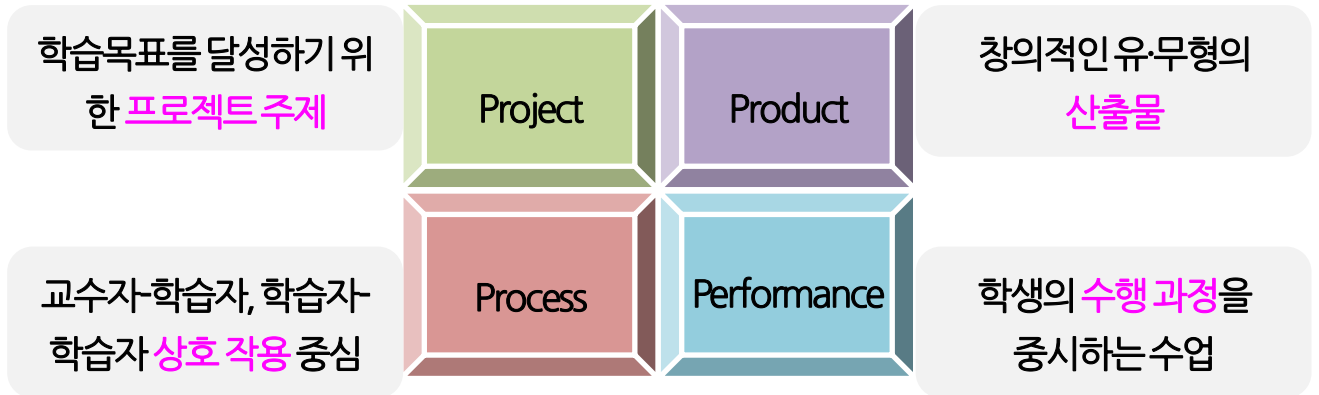 학습목표를 달성하기 위
한 프로젝트 주제
Project
Product
창의적인 유·무형의
산출물
교수자-학습자, 학습자-
학습자 상호 작용 중심
Process
Performance
학생의 수행 과정을
중시하는 수업